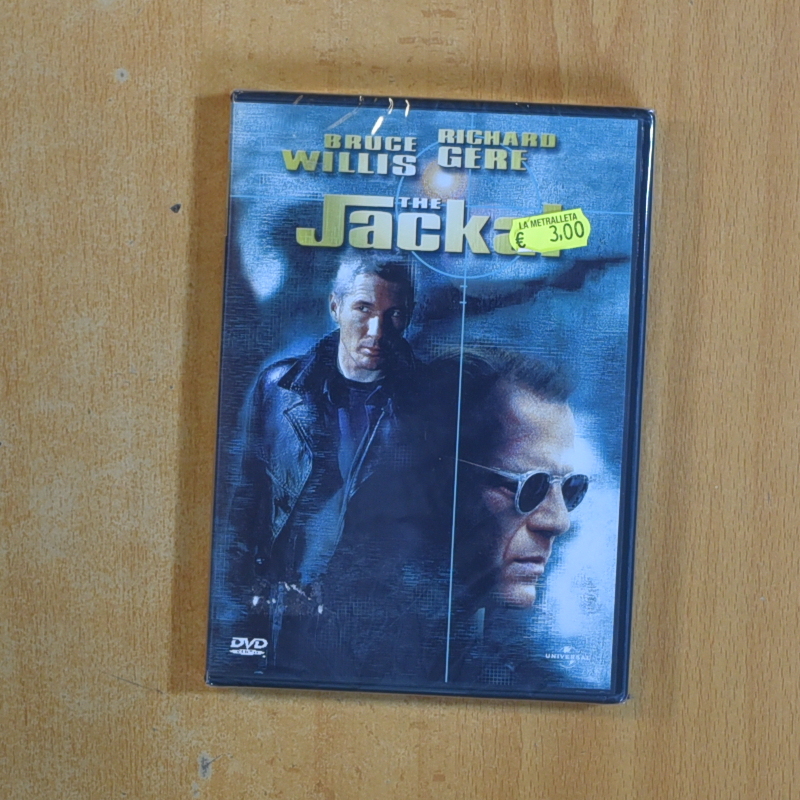 BRUCE RICHARD
WILLIS GERE
THE
Jackal
LA METRALLETA
€ 3,00
DVD
UNIVERSAL